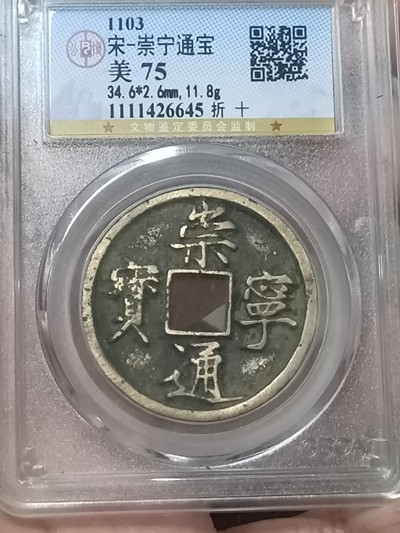 1103
宋-崇宁通宝
美 75
34.6*2.6mm,11.8g
1111426645 折 十
★ 文物鉴定委员会监制 ★
崇
寳 寧
通